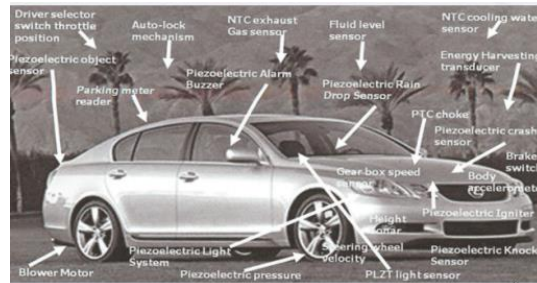 Driver selector
switch throttle
position
Auto-lock
mechanism
NTC exhaust
Gas sensor
Fluid level
sensor
NTC cooling wate
sensor
Piezoelectric object
sensor
Energy Harvesting
transducer
Parking meter
reader
Piezoelectric Alarm
Buzzer
Piezoelectric Rain
Drop Sensor
PTC choke
Piezoelectric crash
sensor
Brake
switch
Gear box speed
Body
acceleromet
Piezoelectric Igniter
Height
Piezoelectric Light
System
Steering wheel
velocity
Piezoelectric Knock
Sensor
Blower Motor
Piezoelectric pressure
PLZT light sensor